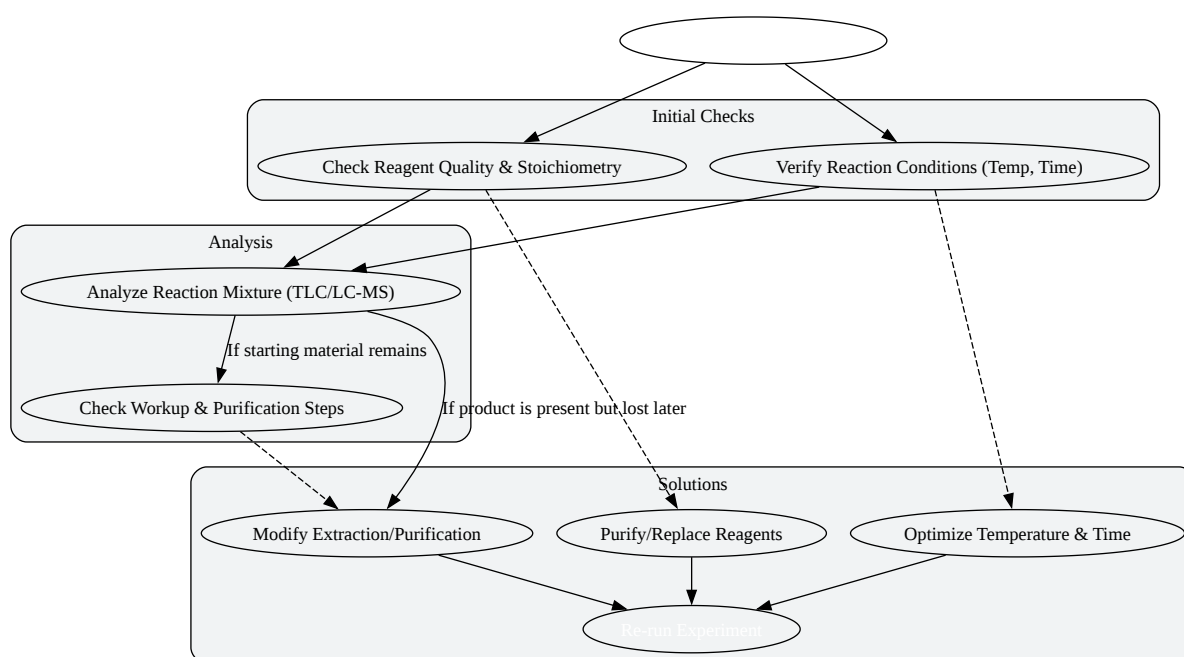 Initial Checks
Check Reagent Quality & Stoichiometry
Verify Reaction Conditions (Temp, Time)
Analysis
Analyze Reaction Mixture (TLC/LC-MS)
If starting material remains
Check Workup & Purification Steps
If product is present but lost later
Solutions
Modify Extraction/Purification
Purify/Replace Reagents
Optimize Temperature & Time
Re-run Experiment